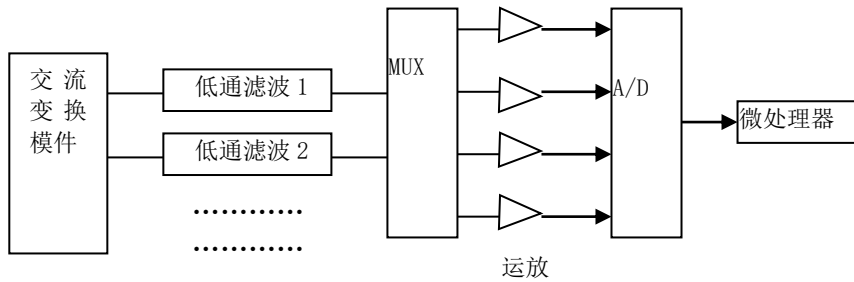 交 流
变 换
模件
低通滤波 1
低通滤波 2
............
............
MUX
A/D
微处理器
运放